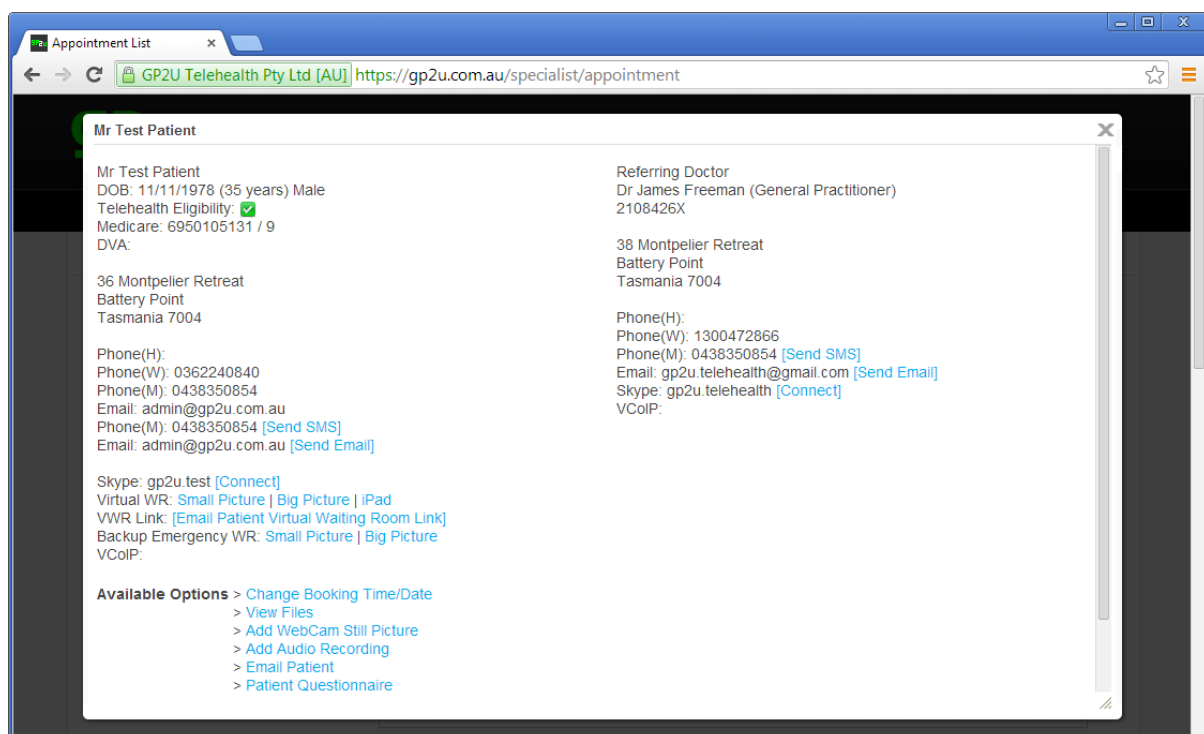 Appointment List
GP2U Telehealth Pty Ltd [AU] https://gp2u.com.au/specialist/appointment
Mr Test Patient
Mr Test Patient
DOB: 11/11/1978 (35 years) Male
Telehealth Eligibility:
Medicare: 6950105131 / 9
DVA:
36 Montpelier Retreat
Battery Point
Tasmania 7004
Phone(H):
Phone(W): 0362240840
Phone(M): 0438350854
Email: admin@gp2u.com.au
Phone(M): 0438350854 [Send SMS]
Email: admin@gp2u.com.au [Send Email]
Skype: gp2u.test [Connect]
Virtual WR: Small Picture | Big Picture | iPad
VWR Link: [Email Patient Virtual Waiting Room Link]
Backup Emergency WR: Small Picture | Big Picture
VCoIP:
Available Options > Change Booking Time/Date
> View Files
> Add WebCam Still Picture
> Add Audio Recording
> Email Patient
> Patient Questionnaire
Referring Doctor
Dr James Freeman (General Practitioner)
2108426X
38 Montpelier Retreat
Battery Point
Tasmania 7004
Phone(H):
Phone(W): 1300472866
Phone(M): 0438350854 [Send SMS]
Email: gp2u.telehealth@gmail.com [Send Email]
Skype: gp2u.telehealth [Connect]
VCoIP: